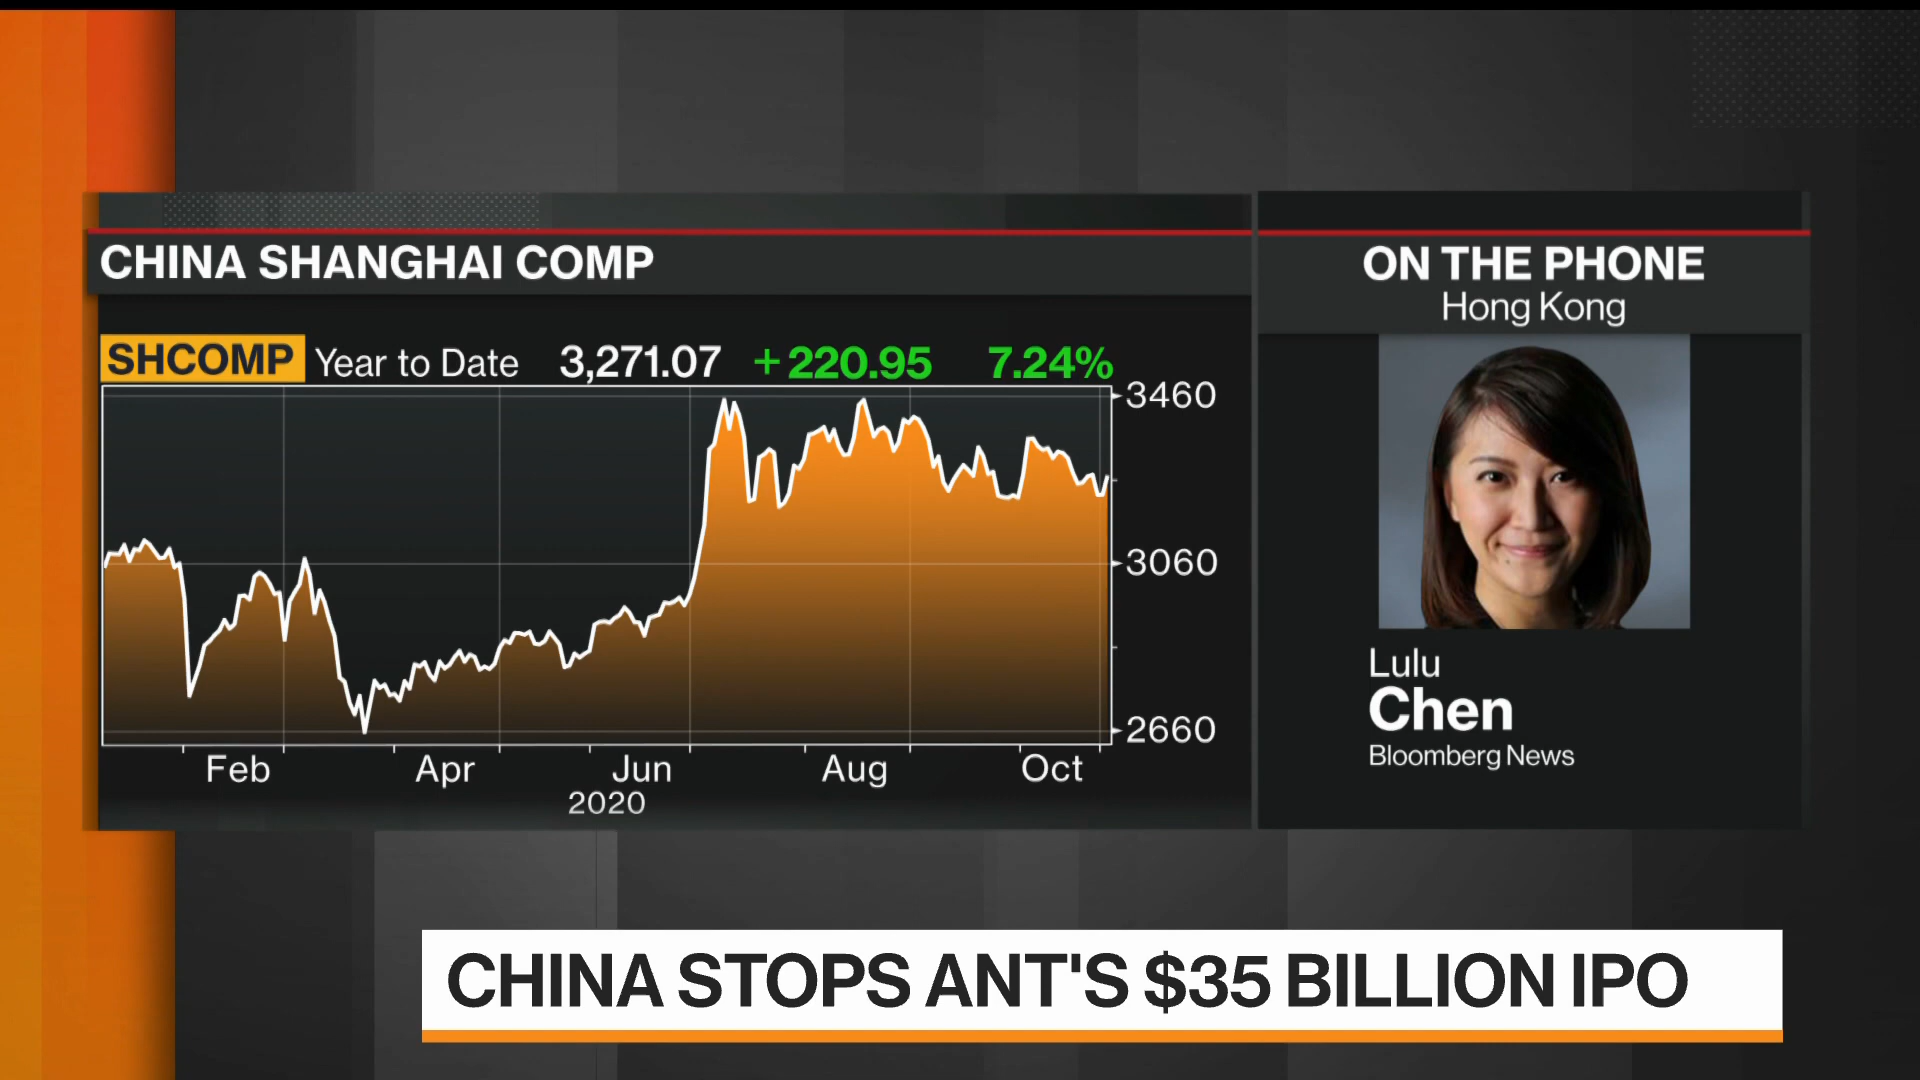 CHINA SHANGHAI COMP
SHCOMP Year to Date 3,271.07 +220.95 7.24%
3460
3060
2660
Feb Apr Jun Aug Oct
2020
ON THE PHONE
Hong Kong
Lulu
Chen
Bloomberg News
CHINA STOPS ANT'S $35 BILLION IPO